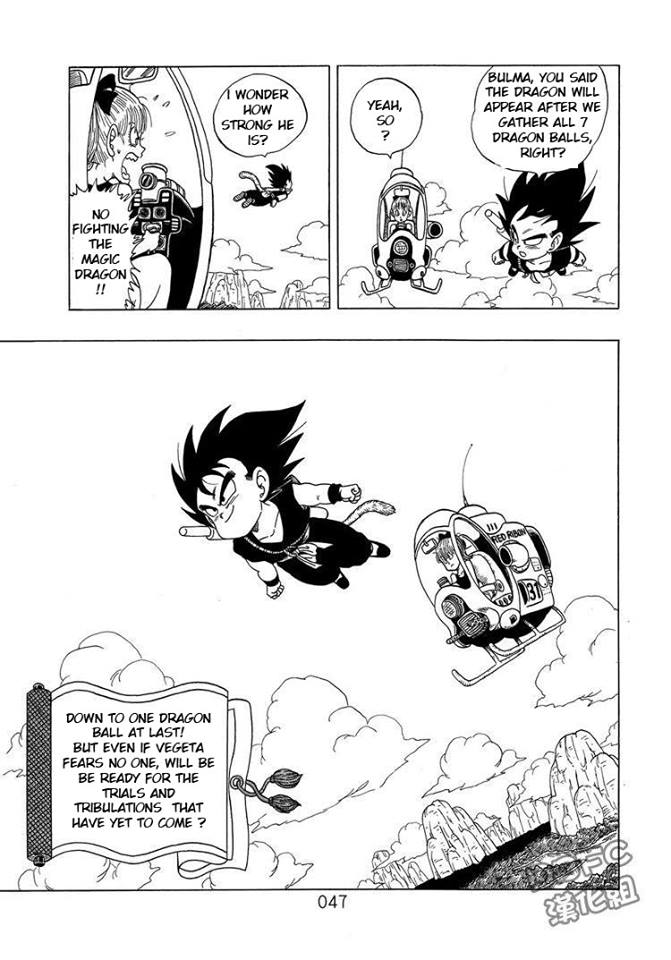 BULMA, YOU SAID
THE DRAGON WILL
APPEAR AFTER WE
GATHER ALL 7
DRAGON BALLS,
RIGHT?
YEAH,
SO
?
I WONDER
HOW
STRONG HE
IS?
NO
FIGHTING
THE
MAGIC
DRAGON
!!
RED RIBON
31
DOWN TO ONE DRAGON
BALL AT LAST!
BUT EVEN IF VEGETA
FEARS NO ONE, WILL BE
BE READY FOR THE
TRIALS AND
TRIBULATIONS THAT
HAVE YET TO COME ?
漢化組
047